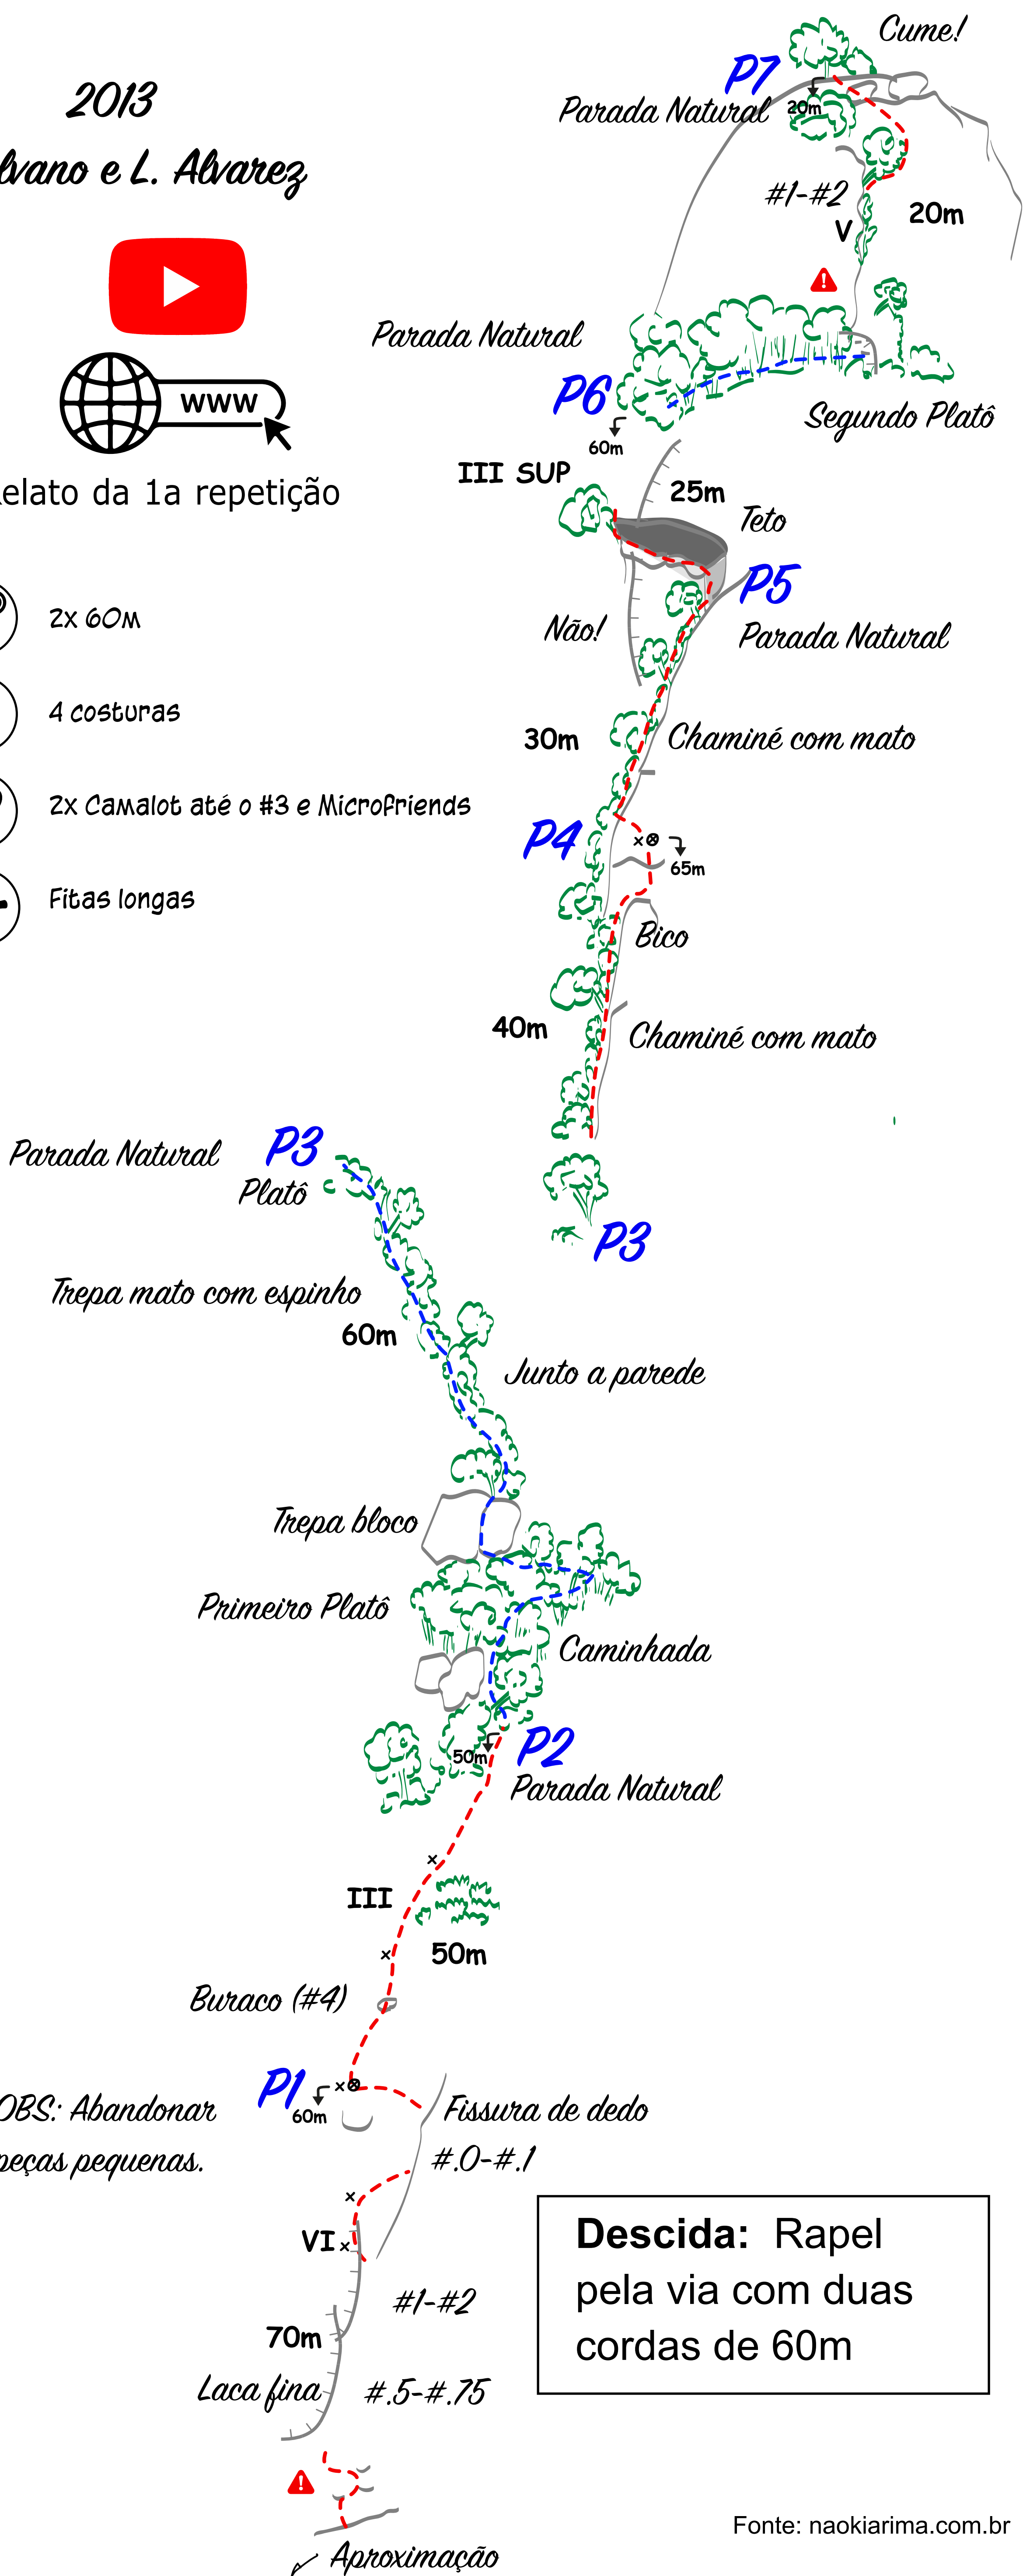 Cume!
P7
2013
Parada Natural
20m
lvano e L. Alvarez
#1-#2
20m
V
Parada Natural
P6
www
Segundo Platô
60m
III SUP
elato da 1a repetição
25m
Teto
P5
2x 60m
Não!
Parada Natural
4 costuras
30m
Chaminé com mato
2x Camalot até o #3 e Microfriends
P4
65m
Fitas longas
Bico
40m
Chaminé com mato
Parada Natural
P3
Platô
P3
Trepa mato com espinho
60m
Junto a parede
Trepa bloco
Primeiro Platô
Caminhada
P2
50m
Parada Natural
III
50m
Buraco (#4)
P1
60m
OBS: Abandonar
peças pequenas.
Fissura de dedo
#.0-#.1
VI
Descida: Rapel
pela via com duas
cordas de 60m
#1-#2
70m
Laca fina
#.5-#.75
Fonte: naokiarima.com.br
Aproximação